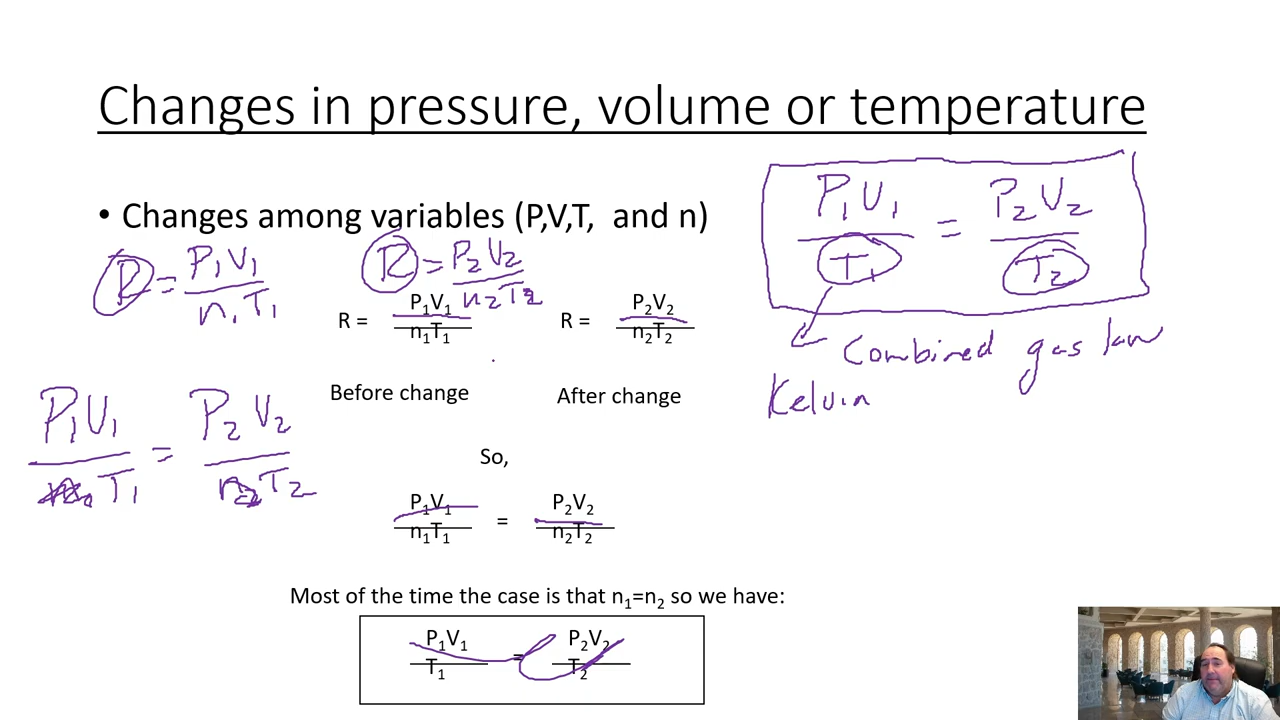 Changes in pressure, volume or temperature
• Changes among variables (P,V,T, and n)
R = P₁V₁ / n₁T₁
R = P₂V₂ / n₂T₂
P₁V₁ / T₁ = P₂V₂ / T₂
Combined gas law
Kelvin
R = P₁V₁ / n₁T₁
R = P₂V₂ / n₂T₂
Before change
After change
P₁V₁ / n₁T₁ = P₂V₂ / n₂T₂
So,
P₁V₁ / n₁T₁ = P₂V₂ / n₂T₂
Most of the time the case is that n₁=n₂ so we have:
P₁V₁ / T₁ = P₂V₂ / T₂